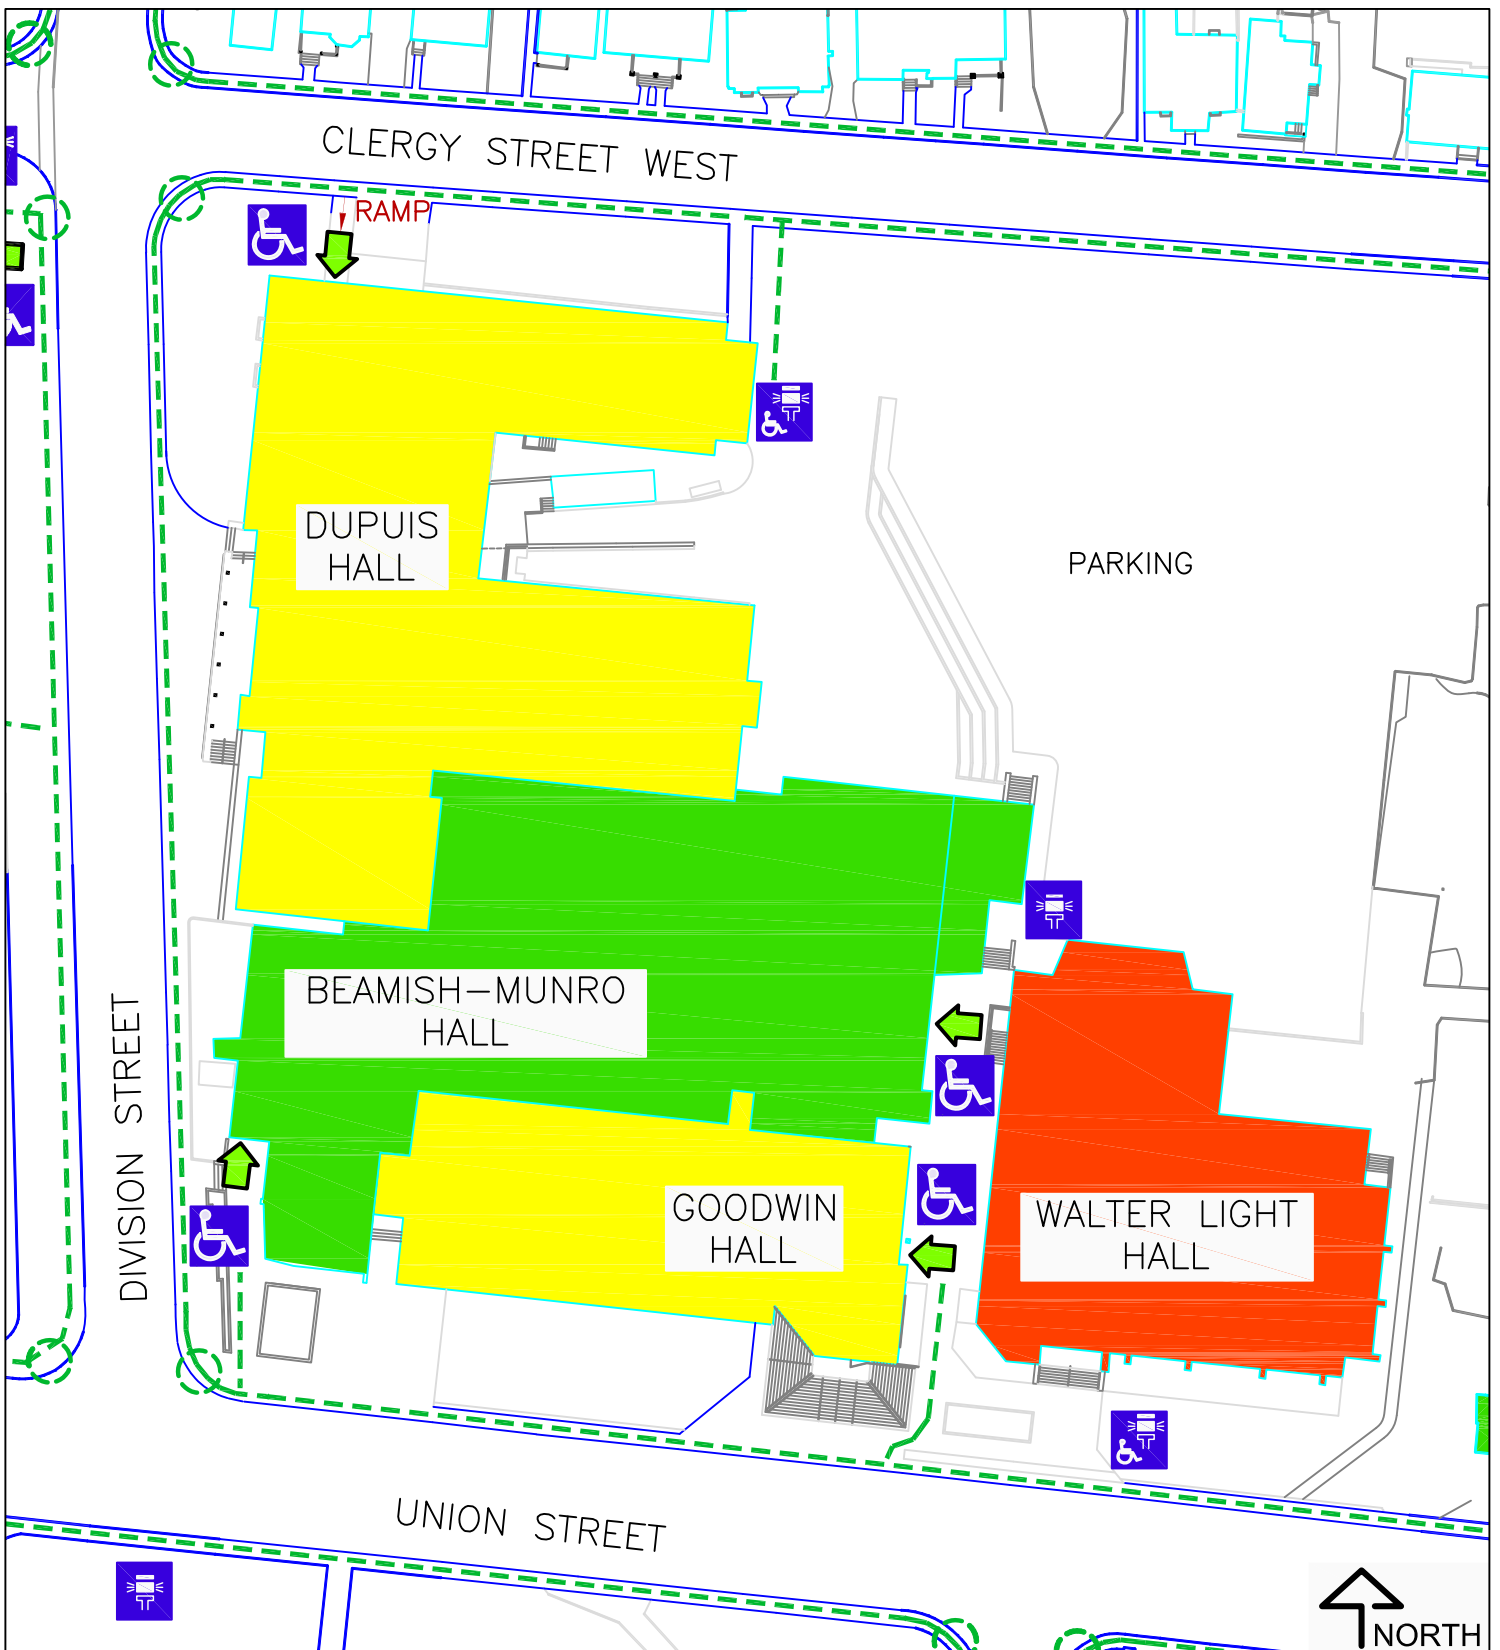 CLERGY STREET WEST
RAMP
DUPUIS
HALL
PARKING
BEAMISH-MUNRO
HALL
DIVISION STREET
GOODWIN
HALL
WALTER LIGHT
HALL
UNION STREET
NORTH